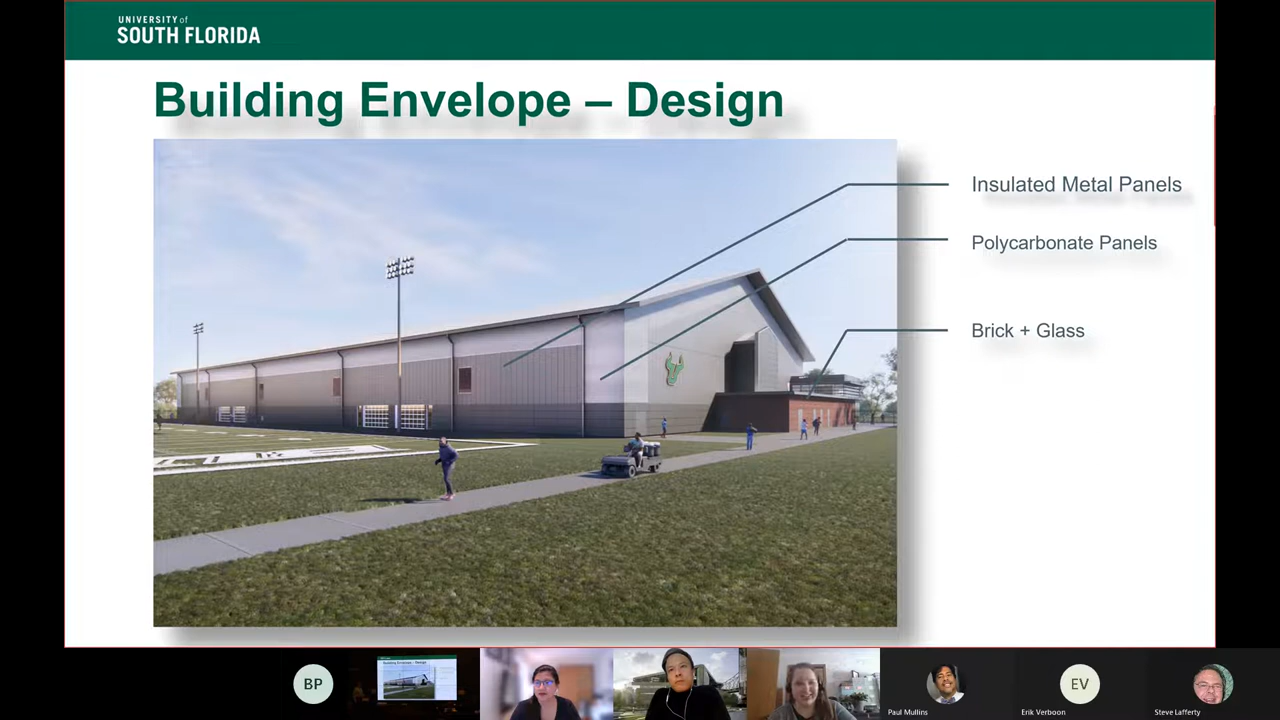 UNIVERSITY of
SOUTH FLORIDA
Building Envelope – Design
Insulated Metal Panels
Polycarbonate Panels
Brick + Glass
BP
EV
Paul Mullins
Erik Verboon
Steve Lafferty